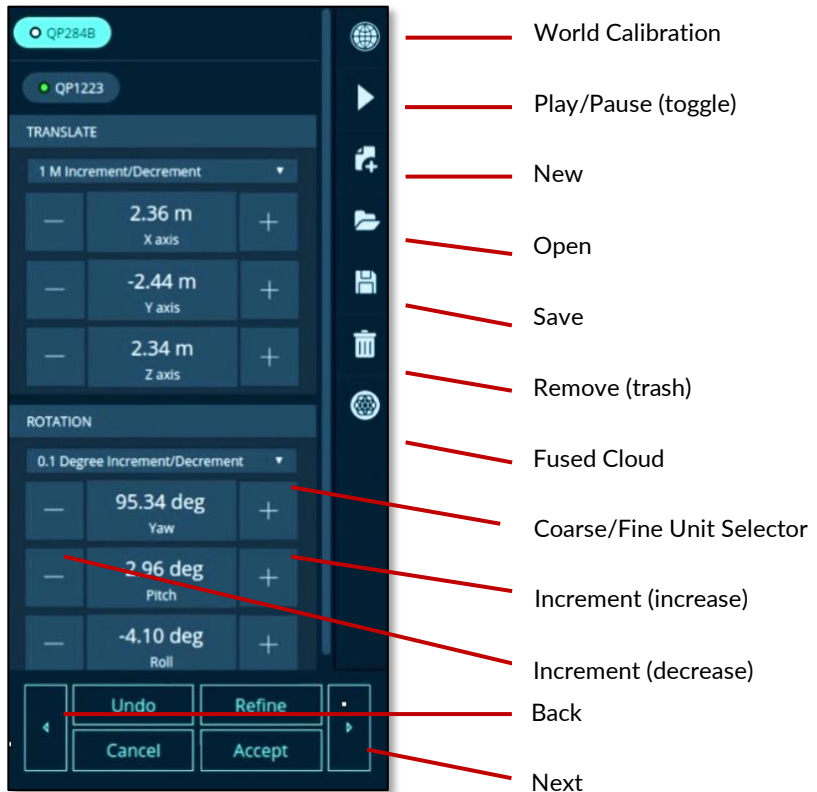 QP284B
QP1223
TRANSLATE
1 M Increment/Decrement
2.36 m
X axis
-2.44 m
Y axis
2.34 m
Z axis
ROTATION
0.1 Degree Increment/Decrement
95.34 deg
Yaw
2.96 deg
Pitch
-4.10 deg
Roll
Undo
Refine
Cancel
Accept
World Calibration
Play/Pause (toggle)
New
Open
Save
Remove (trash)
Fused Cloud
Coarse/Fine Unit Selector
Increment (increase)
Increment (decrease)
Back
Next